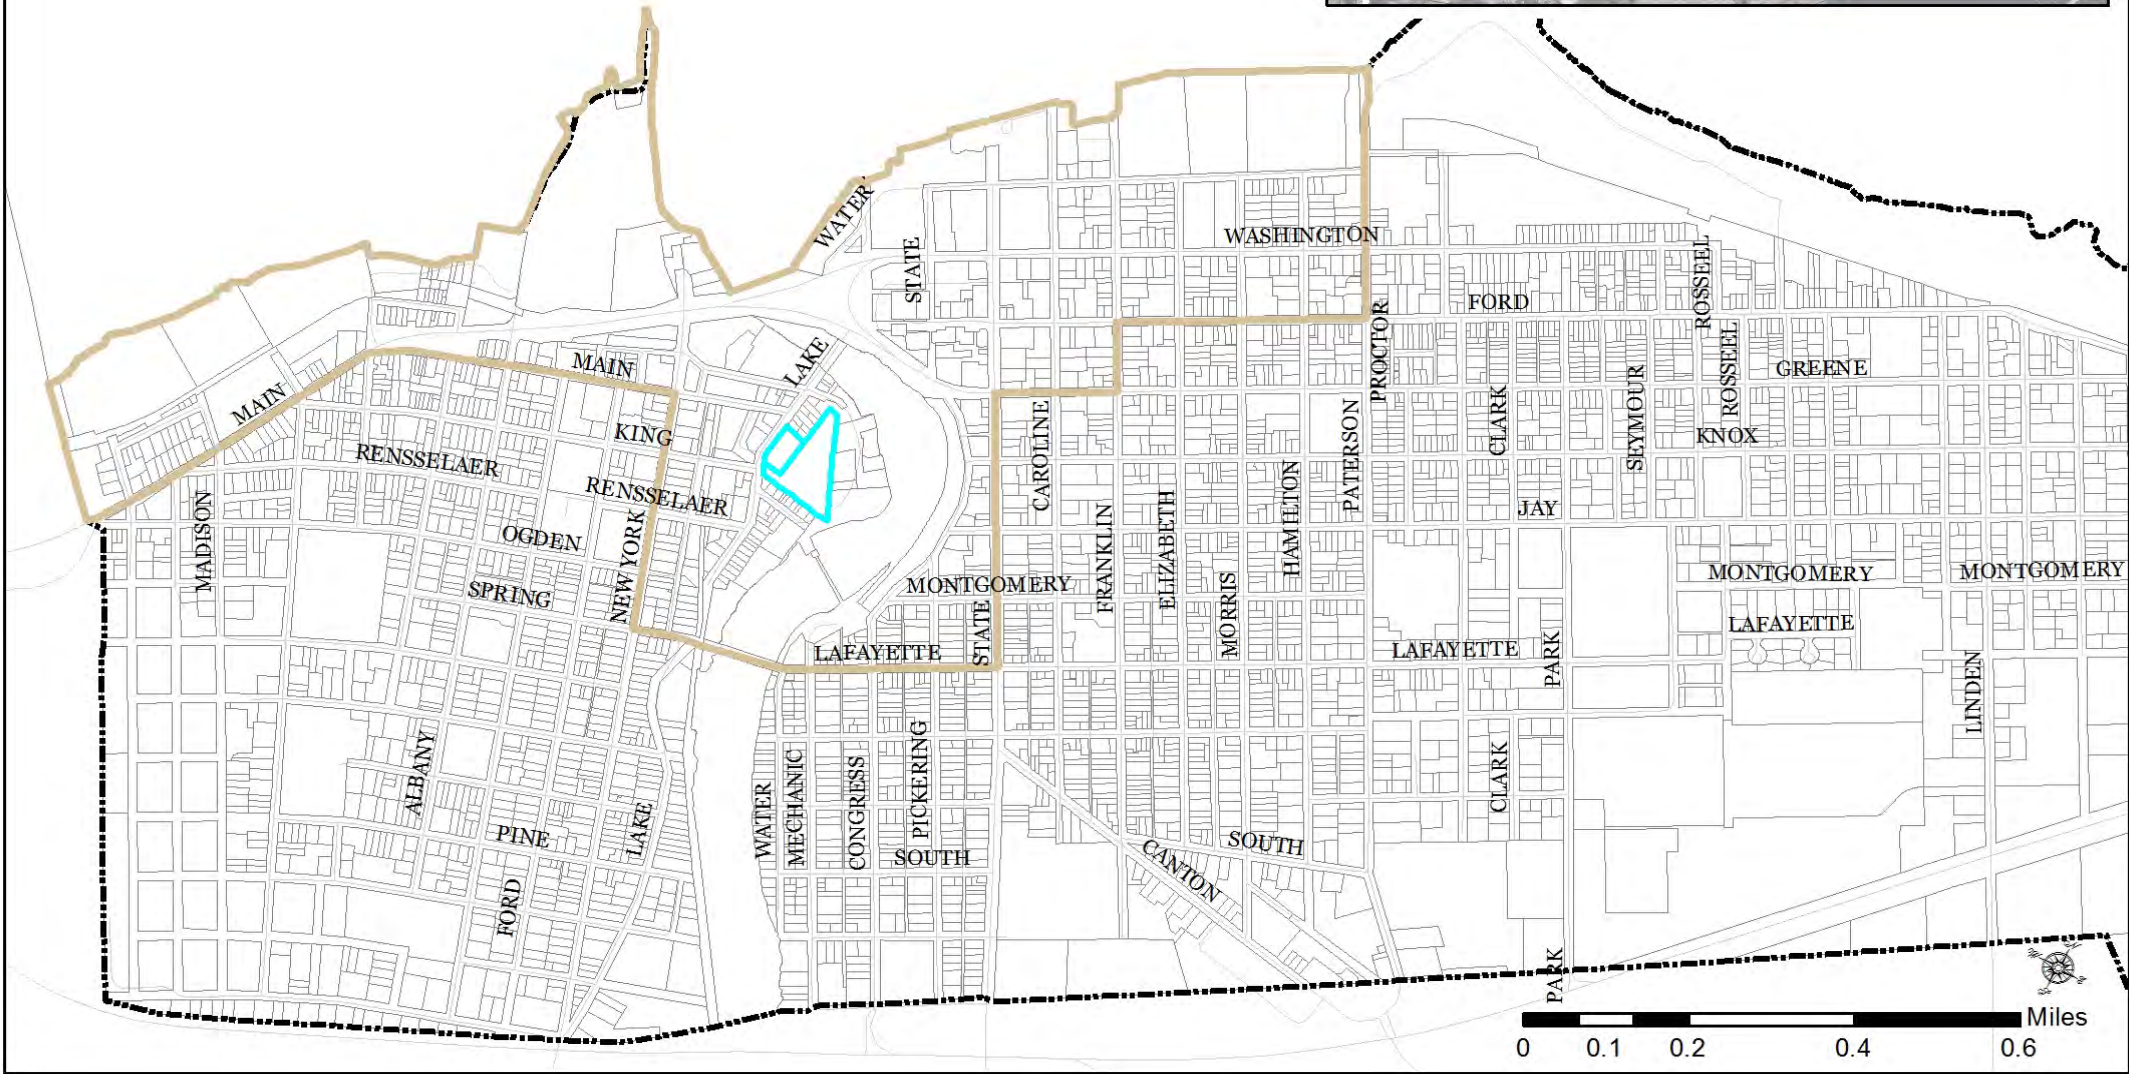 WATER
STATE
WASHINGTON
ROSSEEL
FORD
PROCTOR
LAKE
MAIN
GREENE
ROSSEEL
MAIN
SEYMOUR
CLARK
KING
KNOX
CAROLINE
PATERSON
RENSSELAER
RENSSELAER
HAMILTON
JAY
MADISON
OGDEN
NEW YORK
FRANKLIN
ELIZABETH
MONTGOMERY
MONTGOMERY
MONTGOMERY
SPRING
MORRIS
STATE
LAFAYETTE
LAFAYETTE
LAFAYETTE
PARK
LINDEN
ALBANY
PICKERING
CLARK
WATER
MECHANIC
CONGRESS
LAKE
PINE
SOUTH
SOUTH
CANTON
FORD
PARK
Miles
0 0.1 0.2 0.4 0.6